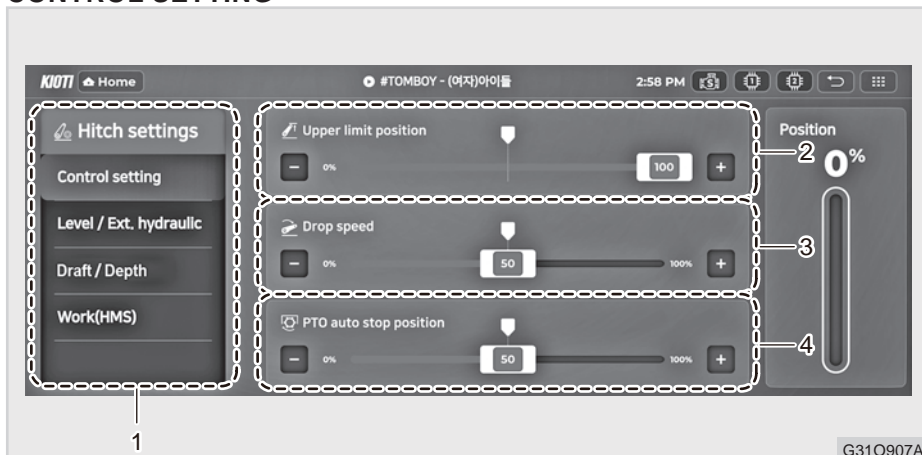 CONTROL SETTING
KIOTI Home #TOMBOY - (여자)아이들 2:58 PM S 1 2
Hitch settings
Control setting
Level / Ext. hydraulic
Draft / Depth
Work(HMS)
Upper limit position
0% 100
Drop speed
0% 50 100%
PTO auto stop position
0% 50 100%
Position
0%
1
2
3
4
G31O907A